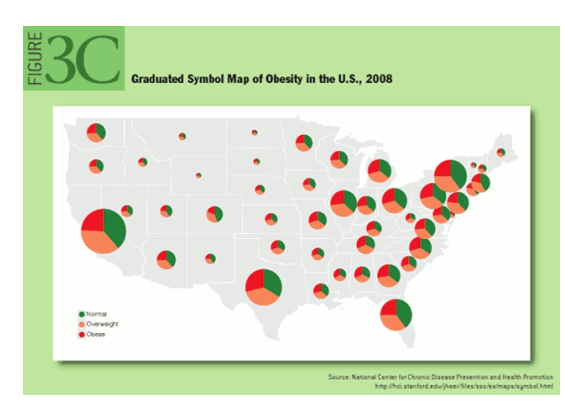 FIGURE
3C
Graduated Symbol Map of Obesity in the U.S., 2008
Normal
Overweight
Obese
Source: National Center for Chronic Disease Prevention and Health Promotion
http://hci.stanford.edu/jheer/files/zoo/ex/maps/symbol.html